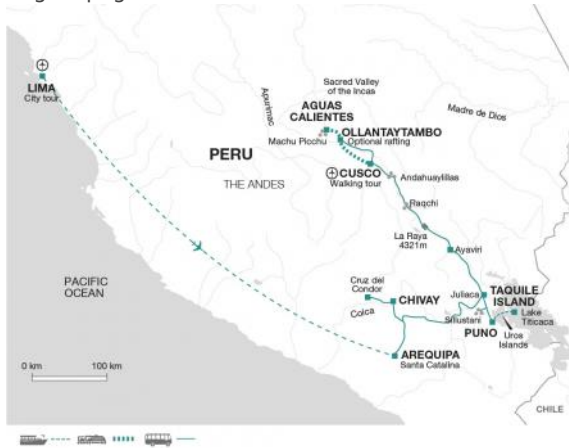 LIMA
City tour
Sacred Valley
of the Incas
Apurimac
AGUAS
CALIENTES
Madre de Dios
Machu Picchu
OLLANTAYTAMBO
Optional rafting
PERU
CUSCO
Walking tour
Andahuaylillas
THE ANDES
Raqchi
La Raya
4321m
Ayaviri
PACIFIC
OCEAN
Cruz del
Condor
CHIVAY
Colca
Juliaca
TAQUILE
ISLAND
Sillustani
Lake
Titicaca
PUNO
Uros
Islands
AREQUIPA
Santa Catalina
0 km
100 km
CHILE